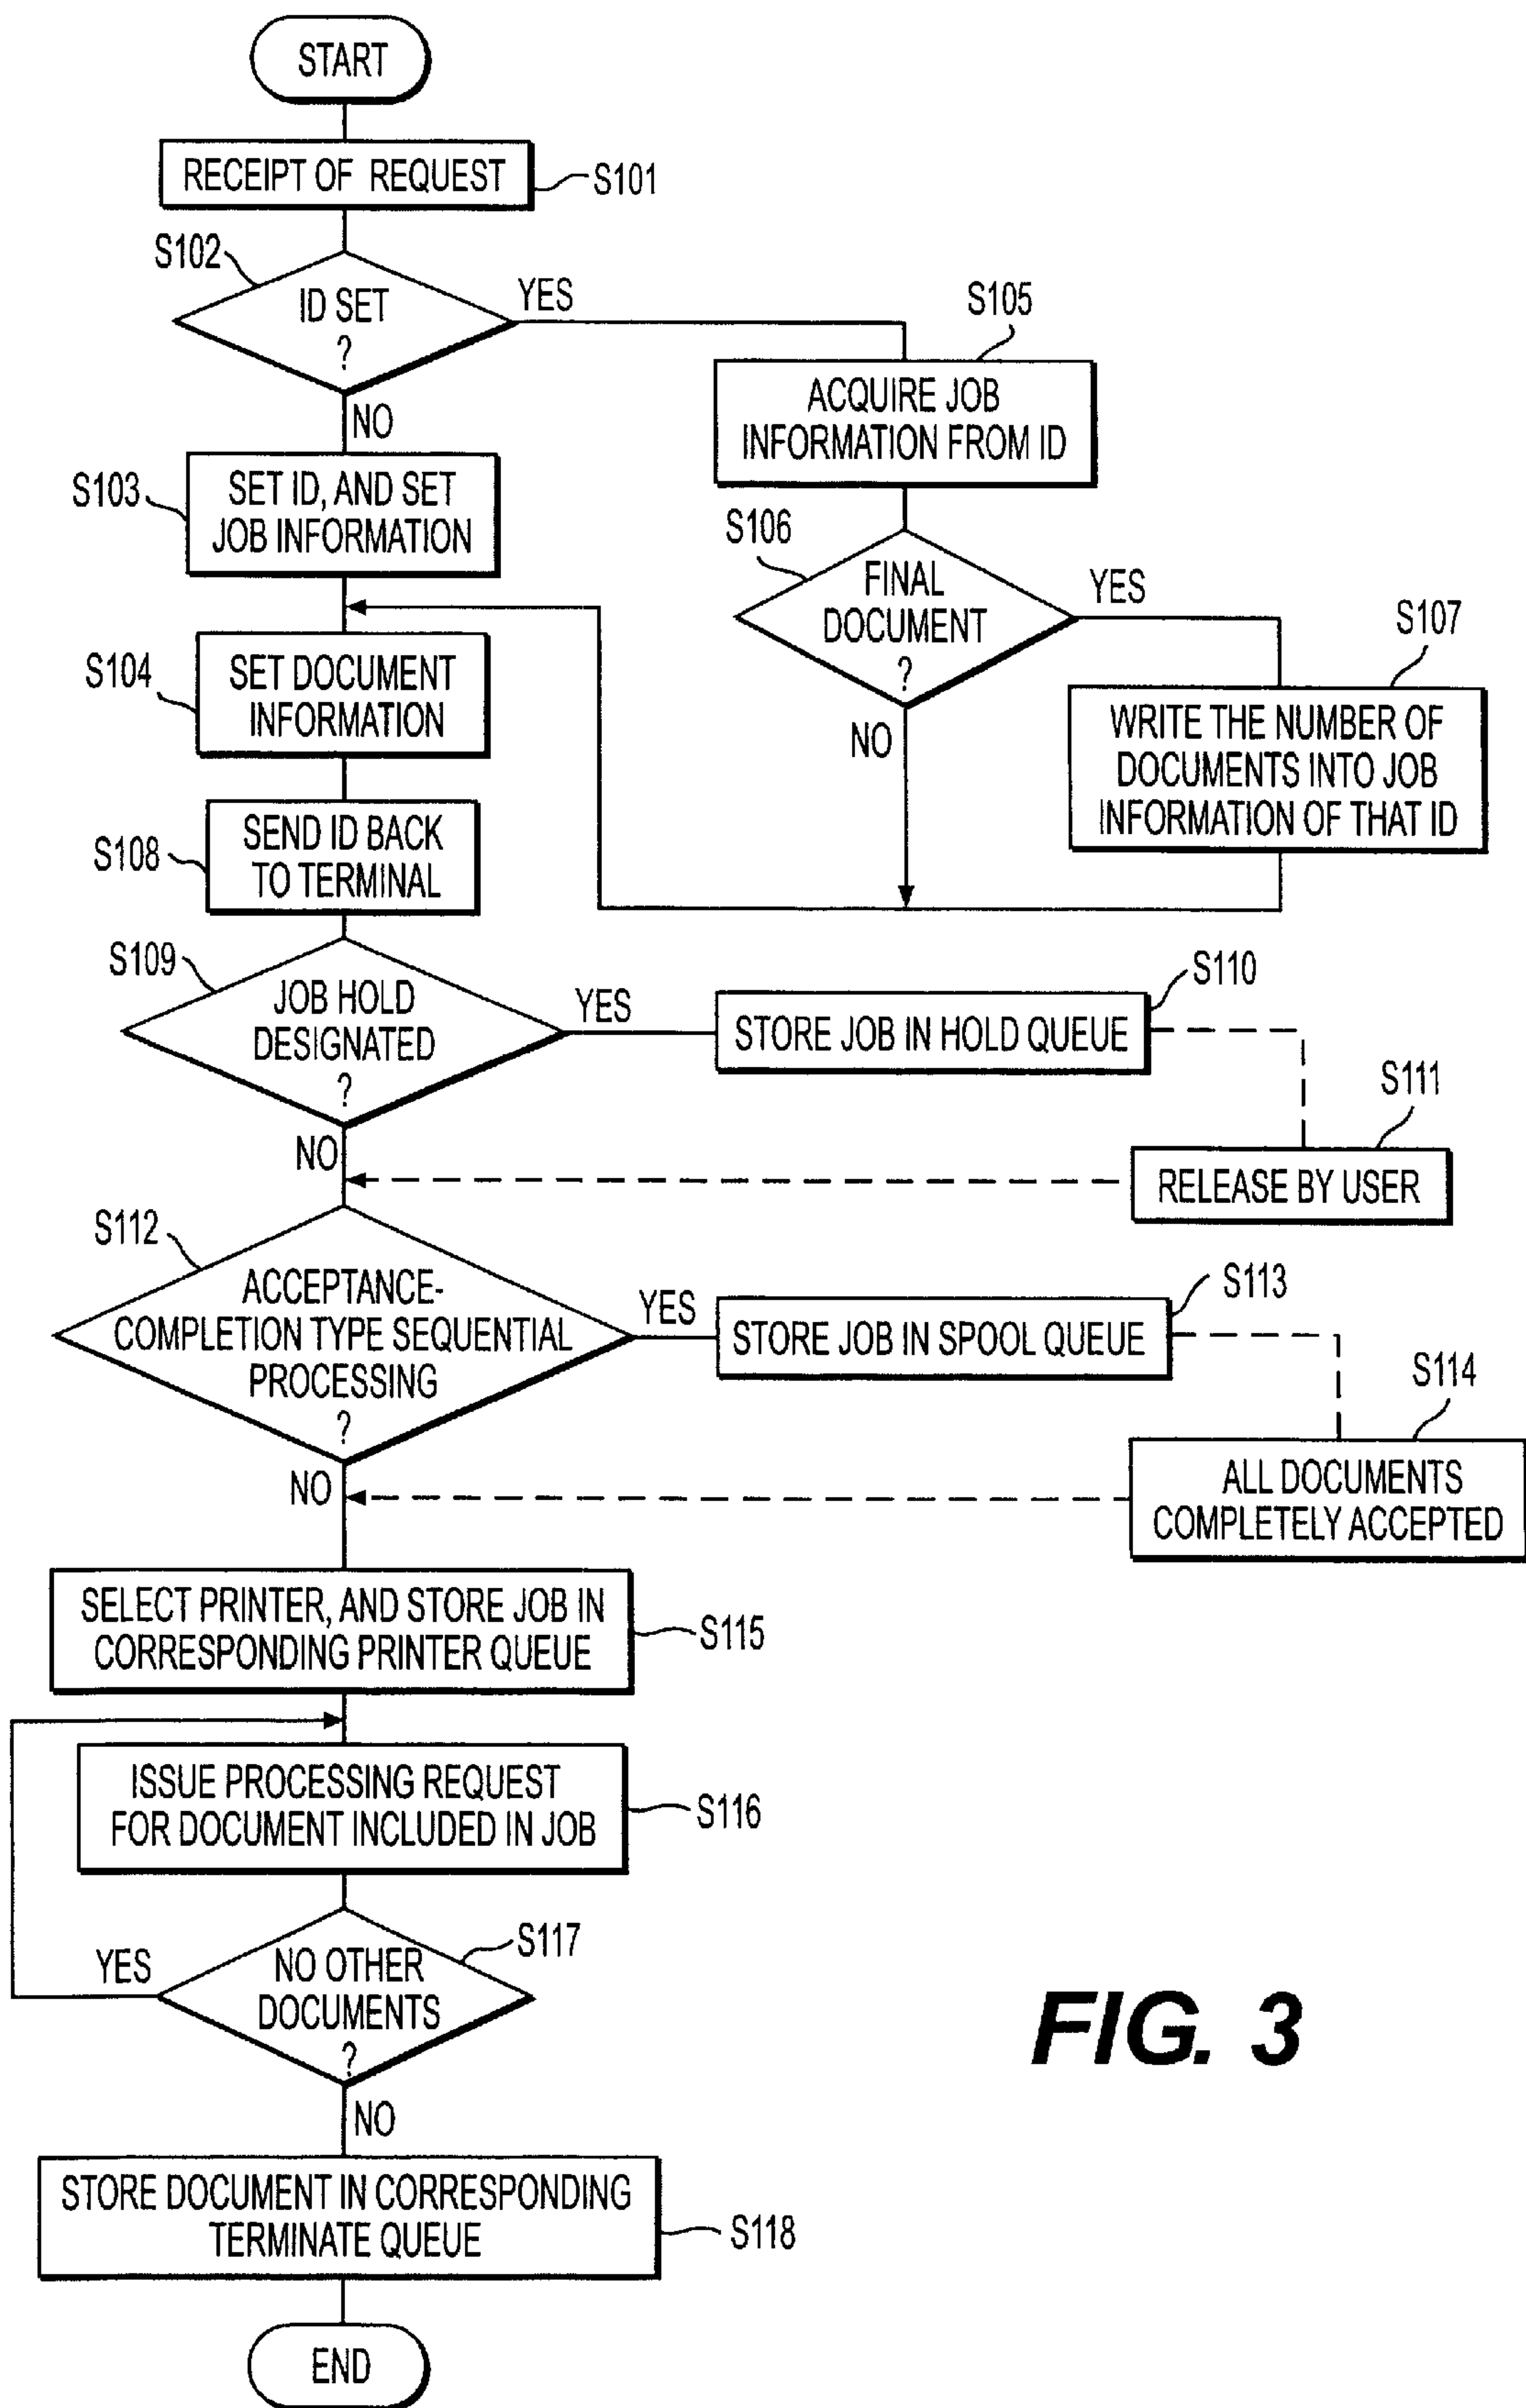 START
RECEIPT OF REQUEST
S101
S102
ID SET
?
YES
NO
S105
ACQUIRE JOB
INFORMATION FROM ID
S103
SET ID, AND SET
JOB INFORMATION
S106
FINAL
DOCUMENT
?
YES
NO
S107
WRITE THE NUMBER OF
DOCUMENTS INTO JOB
INFORMATION OF THAT ID
S104
SET DOCUMENT
INFORMATION
S108
SEND ID BACK
TO TERMINAL
S109
JOB HOLD
DESIGNATED
?
YES
NO
S110
STORE JOB IN HOLD QUEUE
S111
RELEASE BY USER
S112
ACCEPTANCE-
COMPLETION TYPE SEQUENTIAL
PROCESSING
?
YES
NO
S113
STORE JOB IN SPOOL QUEUE
S114
ALL DOCUMENTS
COMPLETELY ACCEPTED
SELECT PRINTER, AND STORE JOB IN
CORRESPONDING PRINTER QUEUE
S115
ISSUE PROCESSING REQUEST
FOR DOCUMENT INCLUDED IN JOB
S116
S117
NO OTHER
DOCUMENTS
?
YES
NO
STORE DOCUMENT IN CORRESPONDING
TERMINATE QUEUE
S118
END
FIG. 3